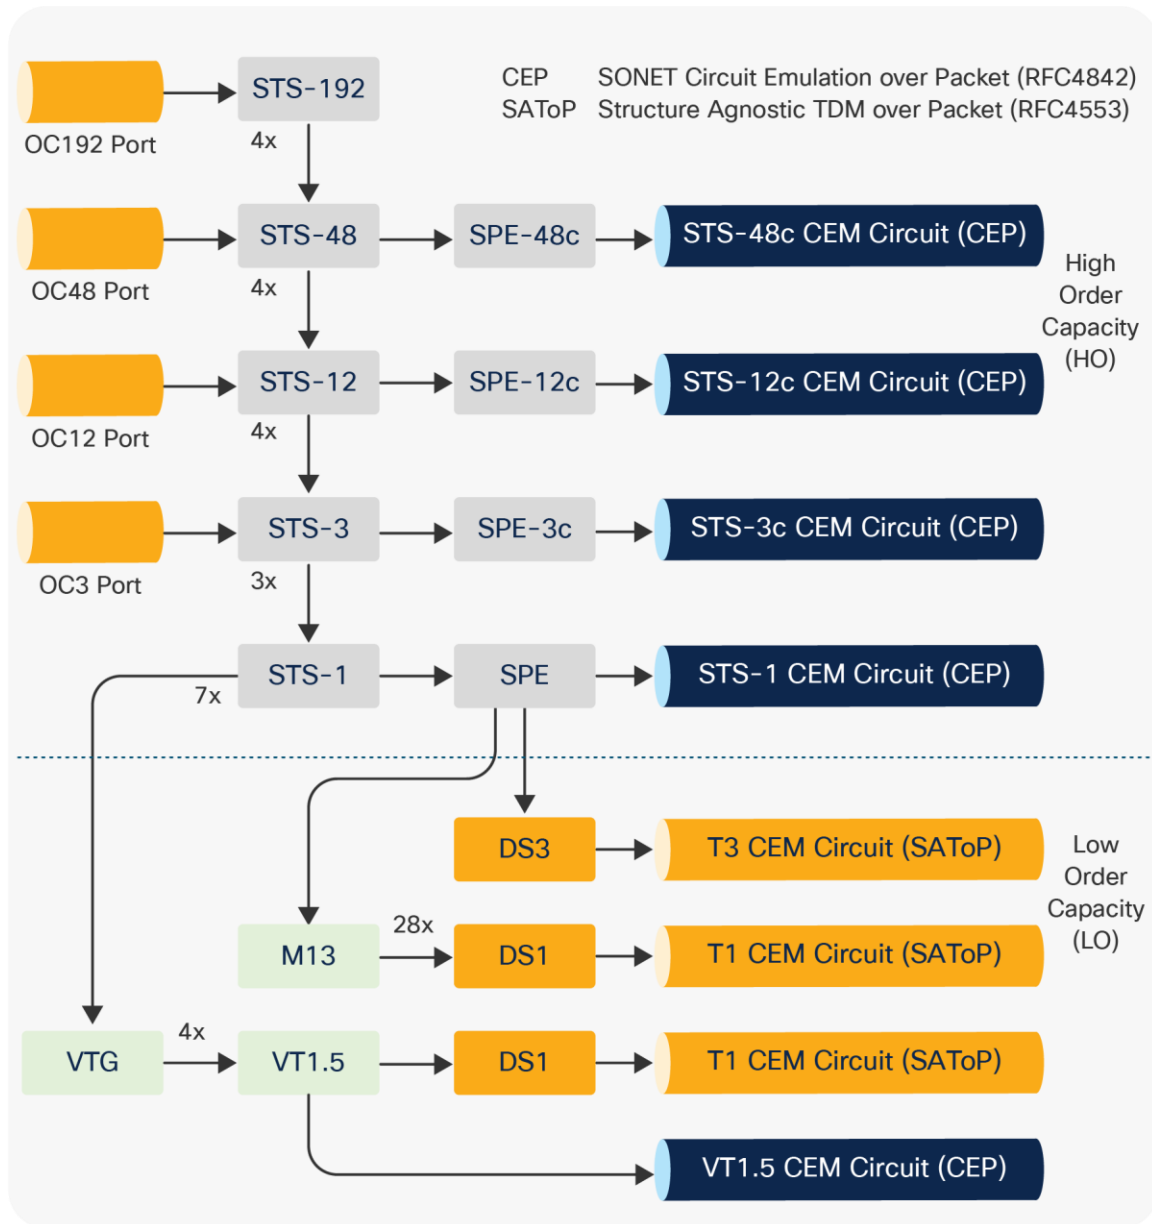 STS-192
CEP SONET Circuit Emulation over Packet (RFC4842)
SAToP Structure Agnostic TDM over Packet (RFC4553)
OC192 Port
4x
STS-48
SPE-48c
STS-48c CEM Circuit (CEP)
High
Order
Capacity
(HO)
OC48 Port
4x
STS-12
SPE-12c
STS-12c CEM Circuit (CEP)
OC12 Port
4x
STS-3
SPE-3c
STS-3c CEM Circuit (CEP)
OC3 Port
3x
STS-1
SPE
STS-1 CEM Circuit (CEP)
7x
DS3
T3 CEM Circuit (SAToP)
Low
Order
Capacity
(LO)
M13
28x
DS1
T1 CEM Circuit (SAToP)
VTG
4x
VT1.5
DS1
T1 CEM Circuit (SAToP)
VT1.5 CEM Circuit (CEP)